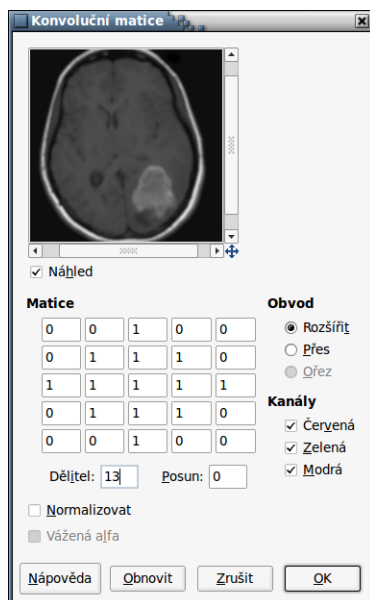 Konvoluční matice
Náhled
Matice
0 0 1 0 0
0 1 1 1 0
1 1 1 1 1
0 1 1 1 0
0 0 1 0 0
Dělitel: 13 Posun: 0
Normalizovat
Vážená alfa
Obvod
Rozšířit
Přes
Ořez
Kanály
Červená
Zelená
Modrá
Nápověda Obnovit Zrušit OK